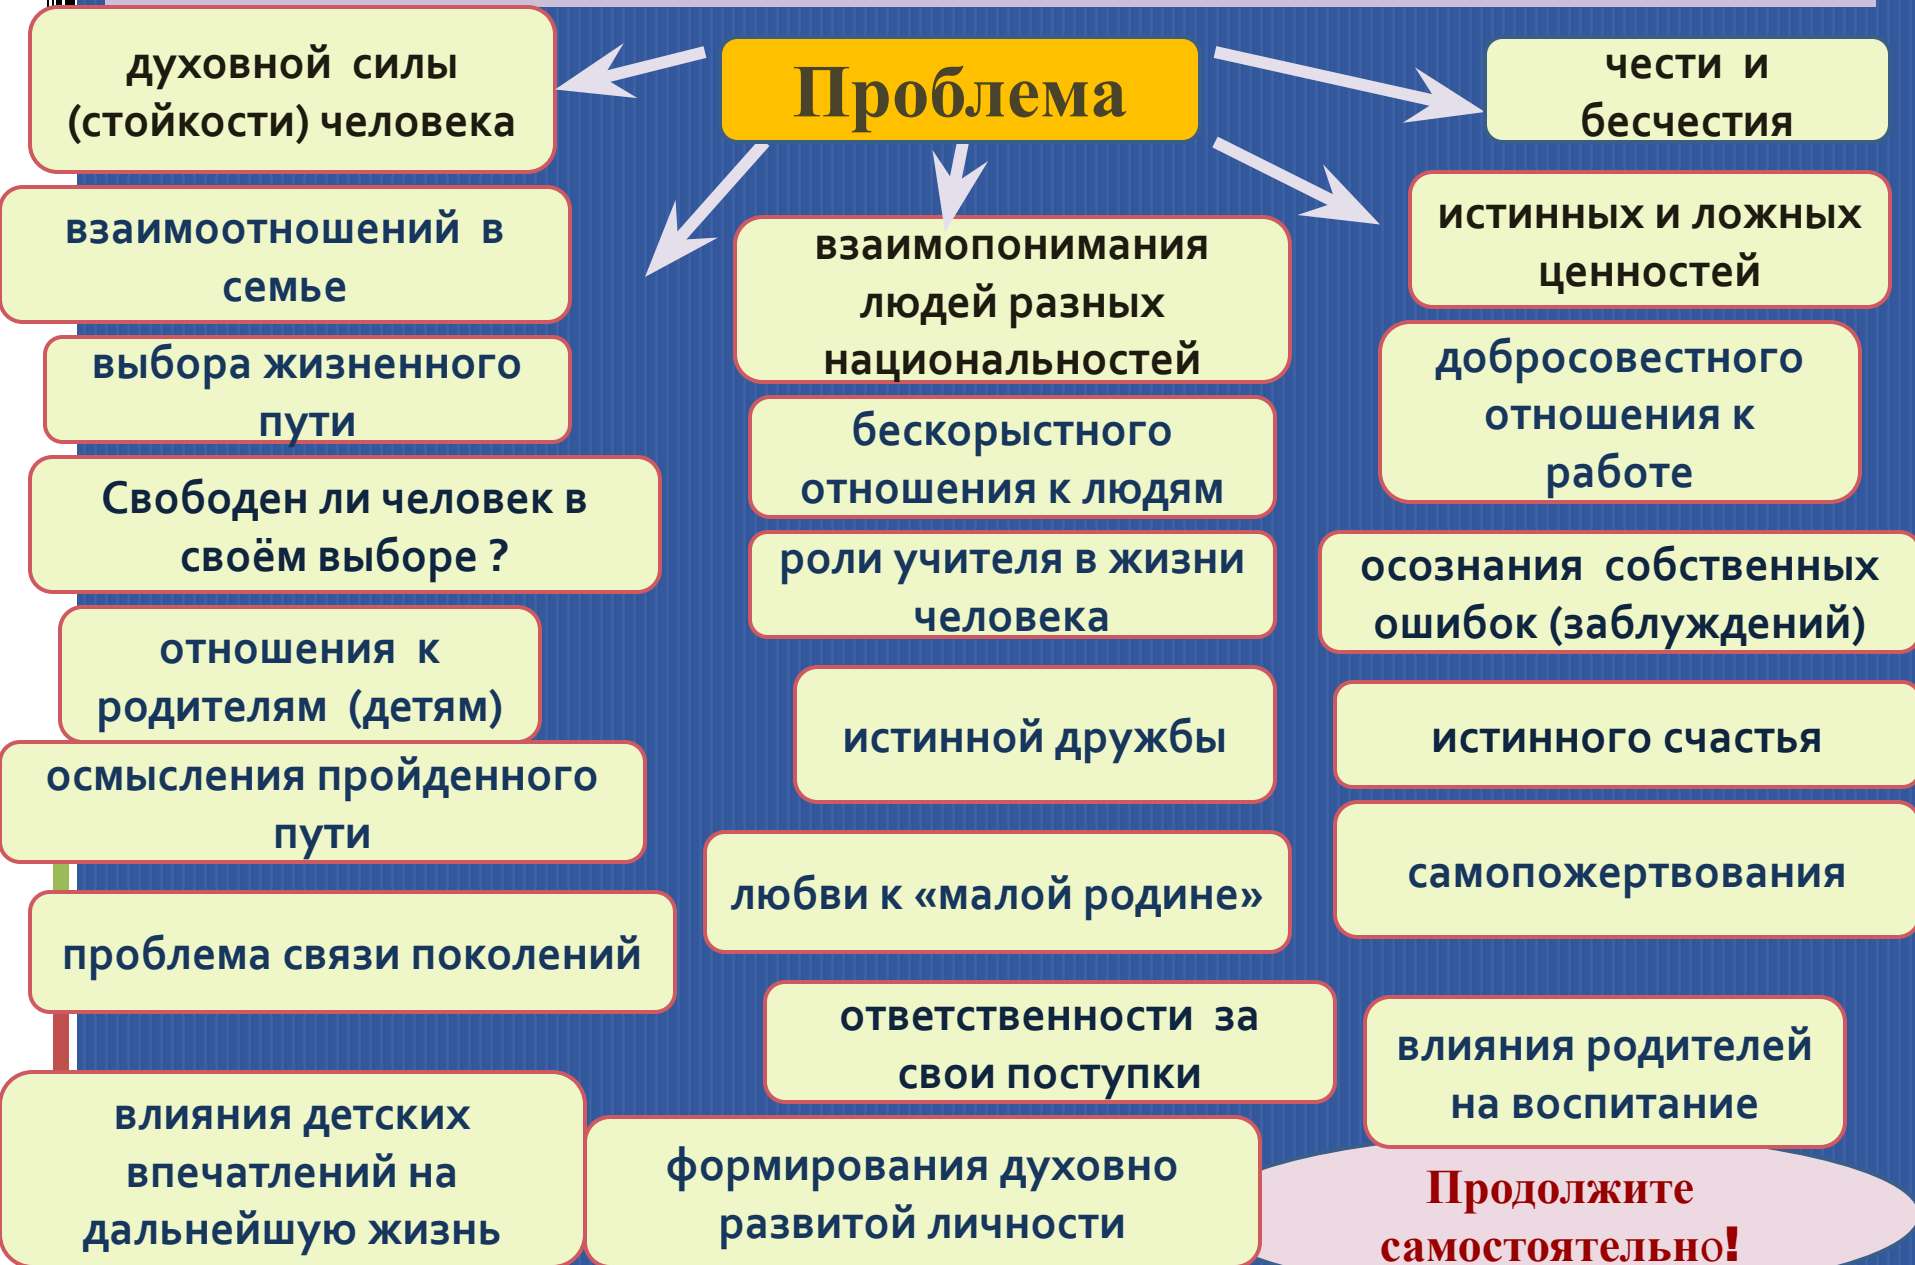 Проблема
духовной силы
(стойкости) человека
взаимоотношений в
семье
выбора жизненного
пути
Свободен ли человек в
своём выборе ?
отношения к
родителям (детям)
осмысления пройденного
пути
проблема связи поколений
влияния детских
впечатлений на
дальнейшую жизнь
взаимопонимания
людей разных
национальностей
бескорыстного
отношения к людям
роли учителя в жизни
человека
истинной дружбы
любви к «малой родине»
ответственности за
свои поступки
формирования духовно
развитой личности
чести и
бесчестия
истинных и ложных
ценностей
добросовестного
отношения к
работе
осознания собственных
ошибок (заблуждений)
истинного счастья
самопожертвования
влияния родителей
на воспитание
Продолжите
самостоятельно!